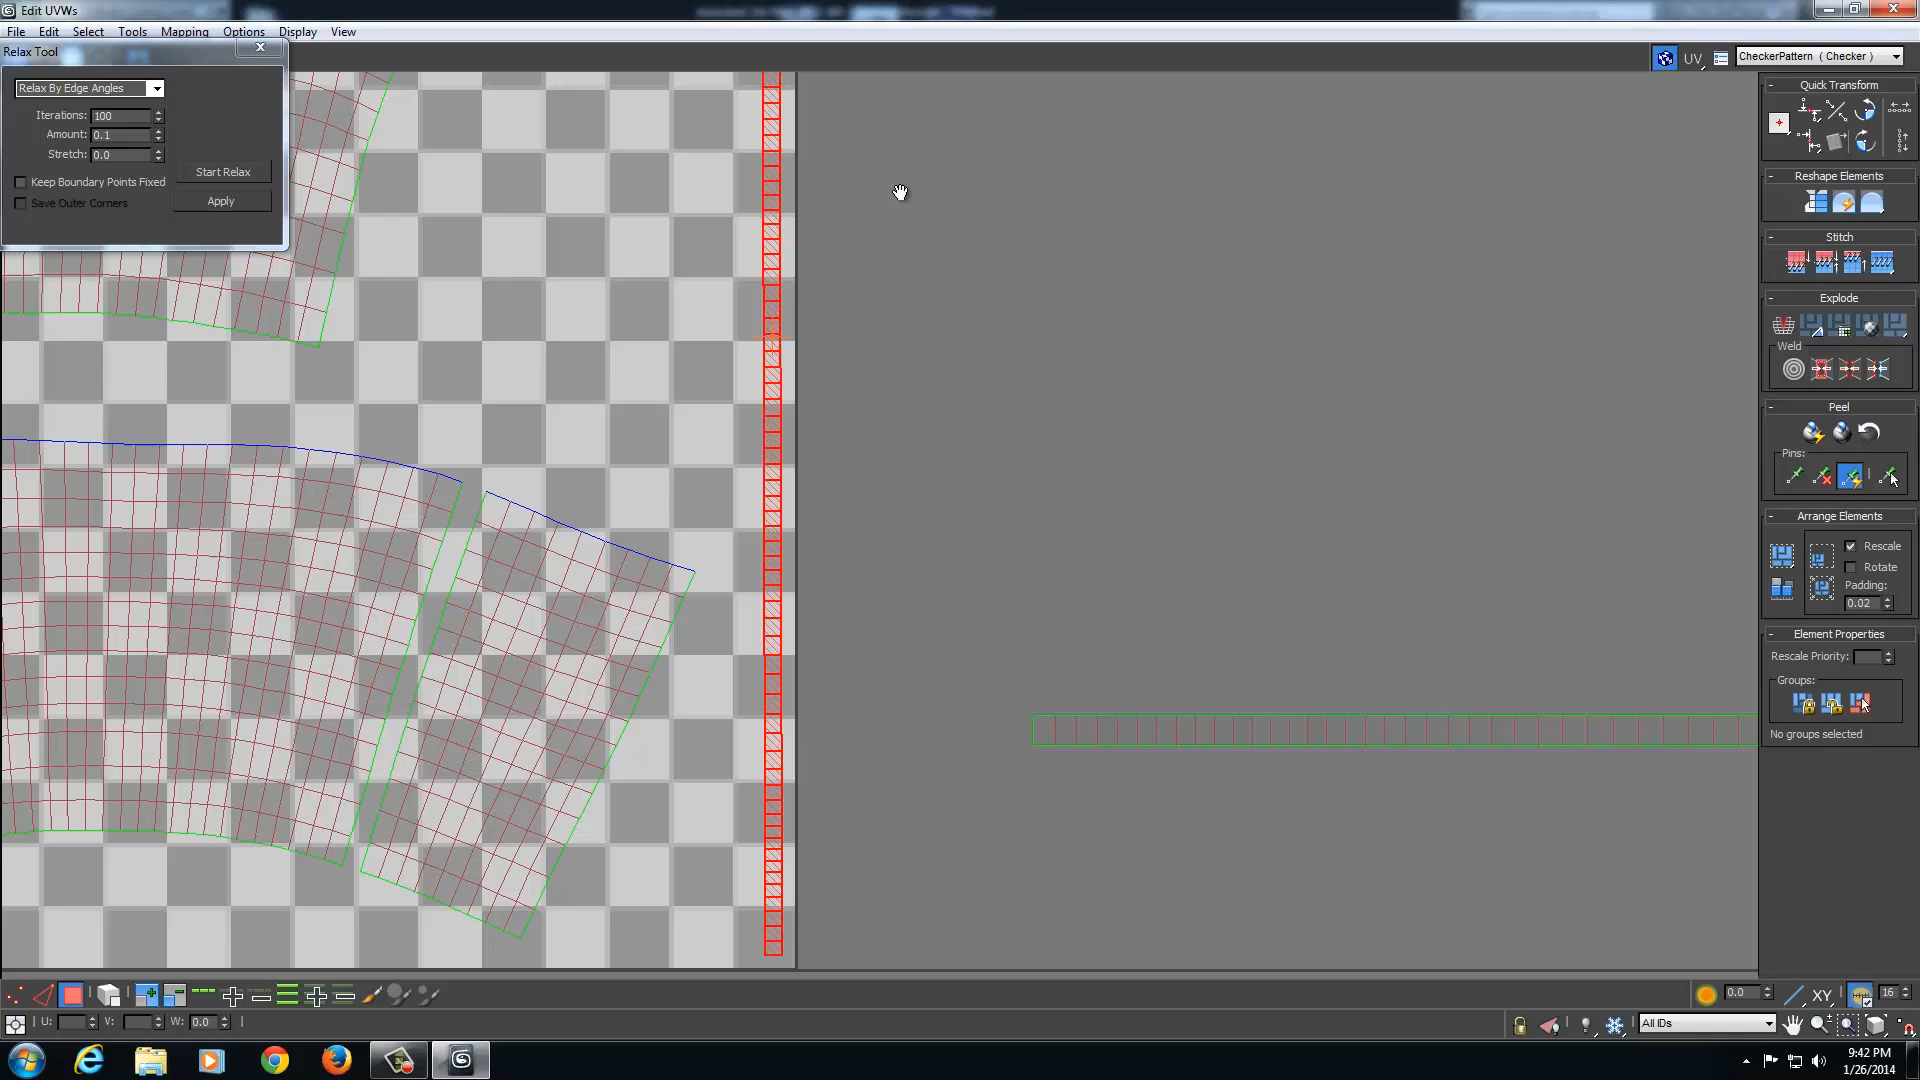 Edit UVWs
File Edit Select Tools Mapping Options Display View
Relax Tool
UV
CheckerPattern ( Checker )
Relax By Edge Angles
Iterations: 100
Amount: 0.1
Stretch: 0.0
Start Relax
Keep Boundary Points Fixed
Save Outer Corners
Apply
Quick Transform
Reshape Elements
Stitch
Explode
Weld
Peel
Pins:
Arrange Elements
Rescale
Rotate
Padding:
0.02
Element Properties
Rescale Priority:
Groups:
No groups selected
0.0
XY
16
U: V: W: 0.0
All IDs
9:42 PM
1/26/2014